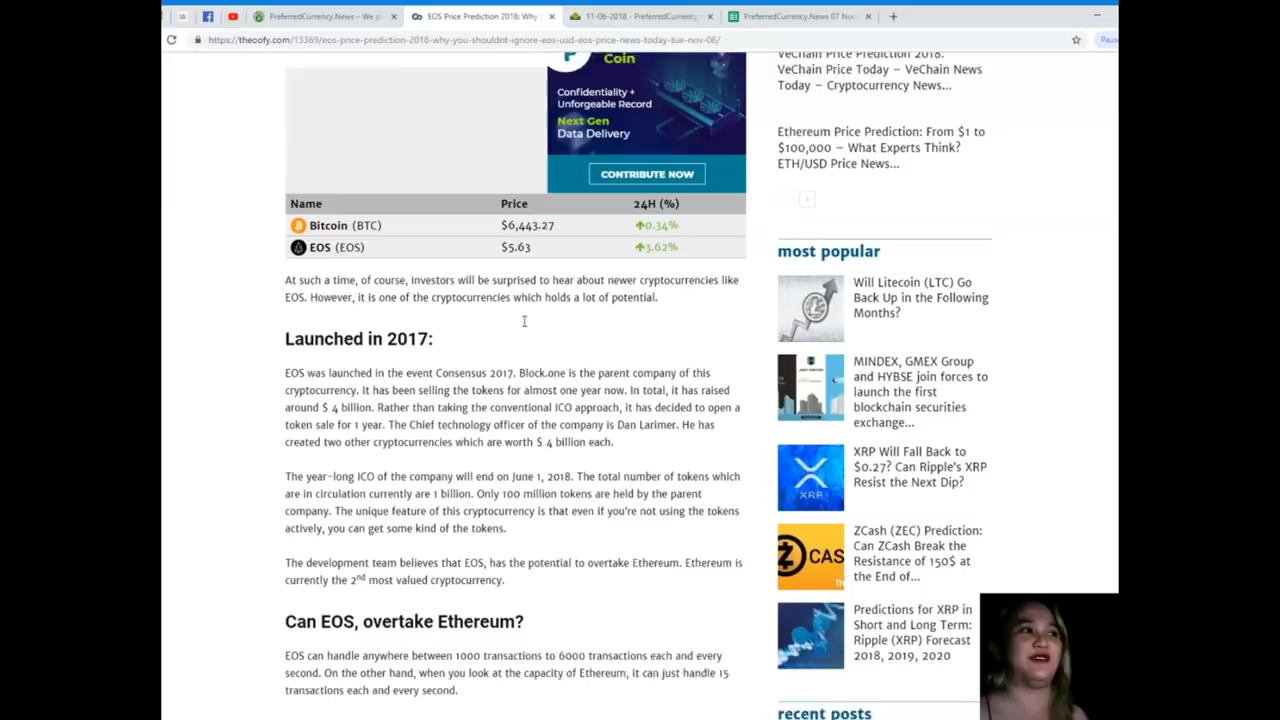 PreferredCurrency.News – We p
EOS Price Prediction 2018: Why
11-06-2018 - PreferredCurrency
PreferredCurrency.News 07 Nov
https://theoofy.com/13369/eos-price-prediction-2018-why-you-shouldnt-ignore-eos-usd-eos-price-news-today-tue-nov-06/
Paus
Coin
Confidentiality +
Unforgeable Record
Next Gen
Data Delivery
CONTRIBUTE NOW
Name Price 24H (%)
Bitcoin (BTC) $6,443.27 0.34%
EOS (EOS) $5.63 3.62%
At such a time, of course, investors will be surprised to hear about newer cryptocurrencies like
EOS. However, it is one of the cryptocurrencies which holds a lot of potential.
Launched in 2017:
EOS was launched in the event Consensus 2017. Block.one is the parent company of this
cryptocurrency. It has been selling the tokens for almost one year now. In total, it has raised
around $ 4 billion. Rather than taking the conventional ICO approach, it has decided to open a
token sale for 1 year. The Chief technology officer of the company is Dan Larimer. He has
created two other cryptocurrencies which are worth $ 4 billion each.
The year-long ICO of the company will end on June 1, 2018. The total number of tokens which
are in circulation currently are 1 billion. Only 100 million tokens are held by the parent
company. The unique feature of this cryptocurrency is that even if you're not using the tokens
actively, you can get some kind of the tokens.
The development team believes that EOS, has the potential to overtake Ethereum. Ethereum is
currently the 2nd most valued cryptocurrency.
Can EOS, overtake Ethereum?
EOS can handle anywhere between 1000 transactions to 6000 transactions each and every
second. On the other hand, when you look at the capacity of Ethereum, it can just handle 15
transactions each and every second.
VeChain Price Prediction 2018:
VeChain Price Today – VeChain News
Today – Cryptocurrency News...
Ethereum Price Prediction: From $1 to
$100,000 – What Experts Think?
ETH/USD Price News...
most popular
Will Litecoin (LTC) Go
Back Up in the Following
Months?
MINDEX, GMEX Group
and HYBSE join forces to
launch the first
blockchain securities
exchange...
XRP
XRP Will Fall Back to
$0.27? Can Ripple's XRP
Resist the Next Dip?
CAS
ZCash (ZEC) Prediction:
Can ZCash Break the
Resistance of 150$ at
the End of...
Predictions for XRP in
Short and Long Term:
Ripple (XRP) Forecast
2018, 2019, 2020
recent posts